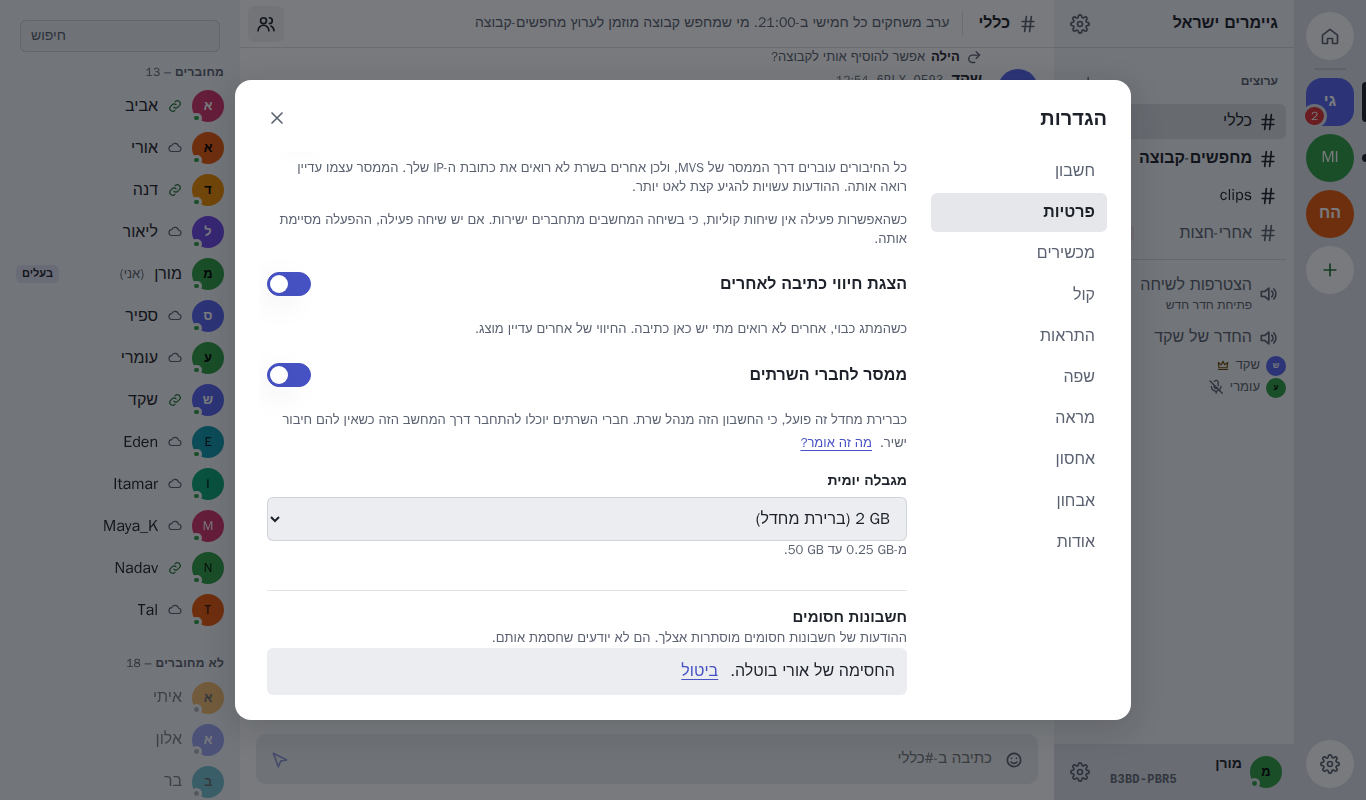 גיימרים ישראל
# כללי
ערב משחקים כל חמישי ב-21:00. מי שמחפש קבוצה מוזמן לערוץ מחפשים-קבוצה
חיפוש
הילה אפשר להוסיף אותי לקבוצה?
ערוצים
כללי
מחפשים-קבוצה
clips
אחרי-חצות
הצטרפות לשיחה
פתיחת חדר חדש
החדר של שקד
שקד
עומרי
גי
2
MI
הח
הגדרות
חשבון
פרטיות
מכשירים
קול
התראות
שפה
מראה
אחסון
אבחון
אודות
כל החיבורים עוברים דרך הממסר של MVS, ולכן אחרים בשרת לא רואים את כתובת ה-IP שלך. הממסר עצמו עדיין
רואה אותה. ההודעות עשויות להגיע קצת לאט יותר.
כשהאפשרות פעילה אין שיחות קוליות, כי בשיחה המחשבים מתחברים ישירות. אם יש שיחה פעילה, ההפעלה מסיימת
אותה.
הצגת חיווי כתיבה לאחרים
כשהמתג כבוי, אחרים לא רואים מתי יש כאן כתיבה. החיווי של אחרים עדיין מוצג.
ממסר לחברי השרתים
כברירת מחדל זה פועל, כי החשבון הזה מנהל שרת. חברי השרתים יוכלו להתחבר דרך המחשב הזה כשאין להם חיבור
ישיר. מה זה אומר?
מגבלה יומית
2 GB (ברירת מחדל)
מ-0.25 GB עד 50 GB.
חשבונות חסומים
ההודעות של חשבונות חסומים מוסתרות אצלך. הם לא יודעים שחסמת אותם.
החסימה של אורי בוטלה. ביטול
מחוברים – 13
א אביב
א אורי
ד דנה
ל ליאור
מ מורן (אני) בעלים
ס ספיר
ע עומרי
ש שקד
E Eden
I Itamar
M Maya_K
N Nadav
T Tal
לא מחוברים – 18
א איתי
א אלון
ב בר
כתיבה ב-#כללי
מ מורן
B3BD-PBR5